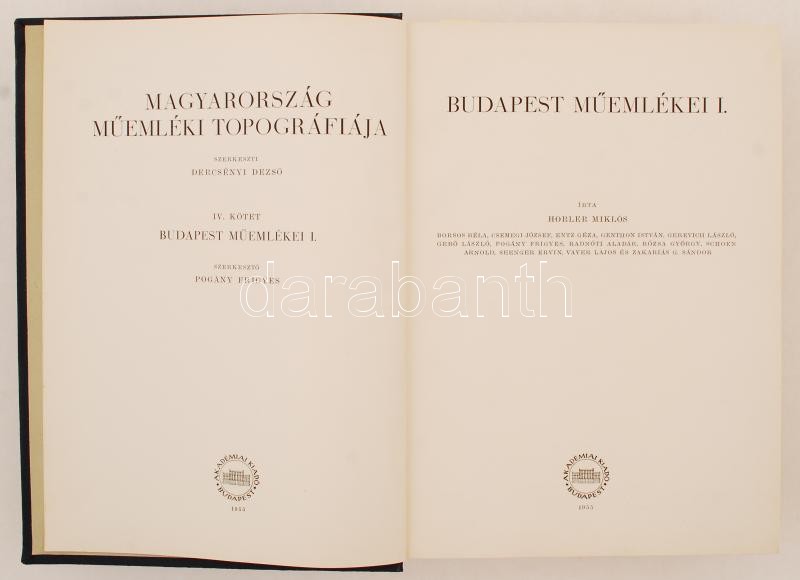 MAGYARORSZÁG
MŰEMLÉKI TOPOGRÁFIÁJA
SZERKESZTI
DERCSÉNYI DEZSŐ
IV. KÖTET
BUDAPEST MŰEMLÉKEI I.
SZERKESZTŐ
POGÁNY FRIGYES
AKADÉMIAI KIADÓ
BUDAPEST
1955
BUDAPEST MŰEMLÉKEI I.
ÍRTA
HORLER MIKLÓS
BORSOS BÉLA, CSEMEGI JÓZSEF, ENTZ GÉZA, GENTHON ISTVÁN, GEREVICH LÁSZLÓ,
GERŐ LÁSZLÓ, POGÁNY FRIGYES, RADNÓTI ALADÁR, RÓZSA GYÖRGY, SCHOEN
ARNOLD, SEENGER ERVIN, VAYER LAJOS ÉS ZAKARIÁS G. SÁNDOR
AKADÉMIAI KIADÓ
BUDAPEST
1955
darabanth